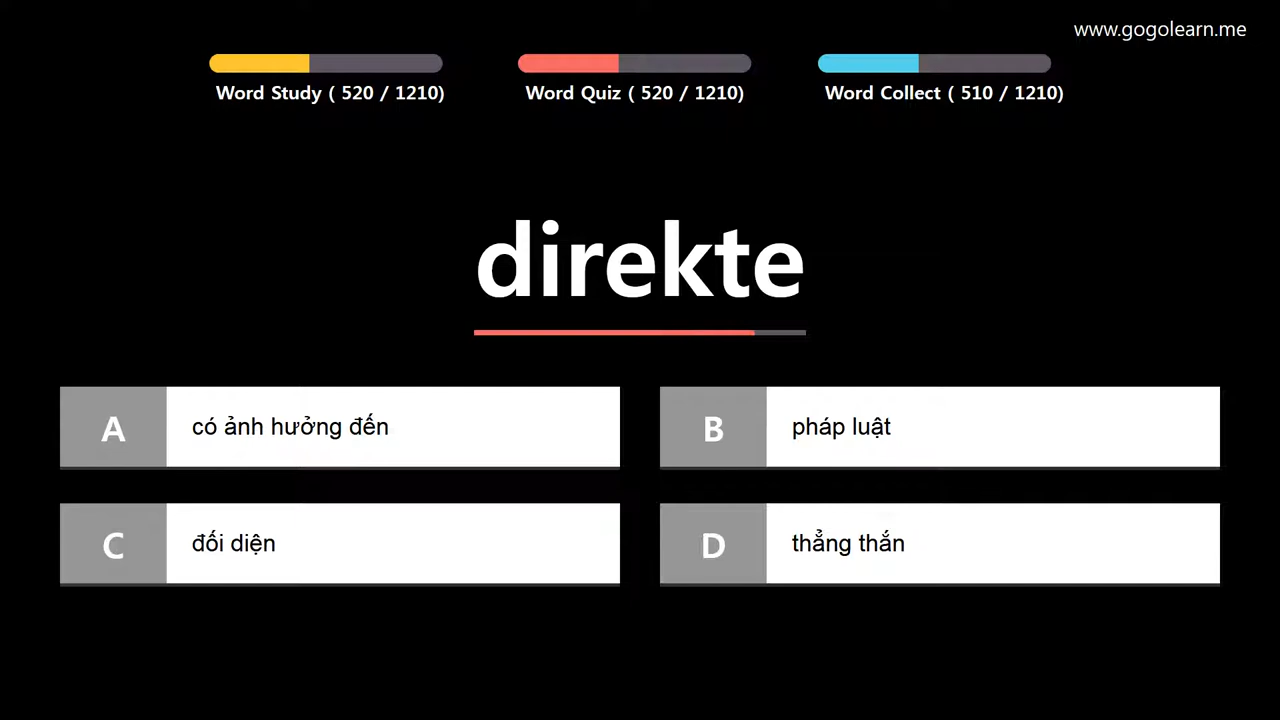 www.gogolearn.me
Word Study ( 520 / 1210)
Word Quiz ( 520 / 1210)
Word Collect ( 510 / 1210)
direkte
A
có ảnh hưởng đến
B
pháp luật
C
đối diện
D
thẳng thắn